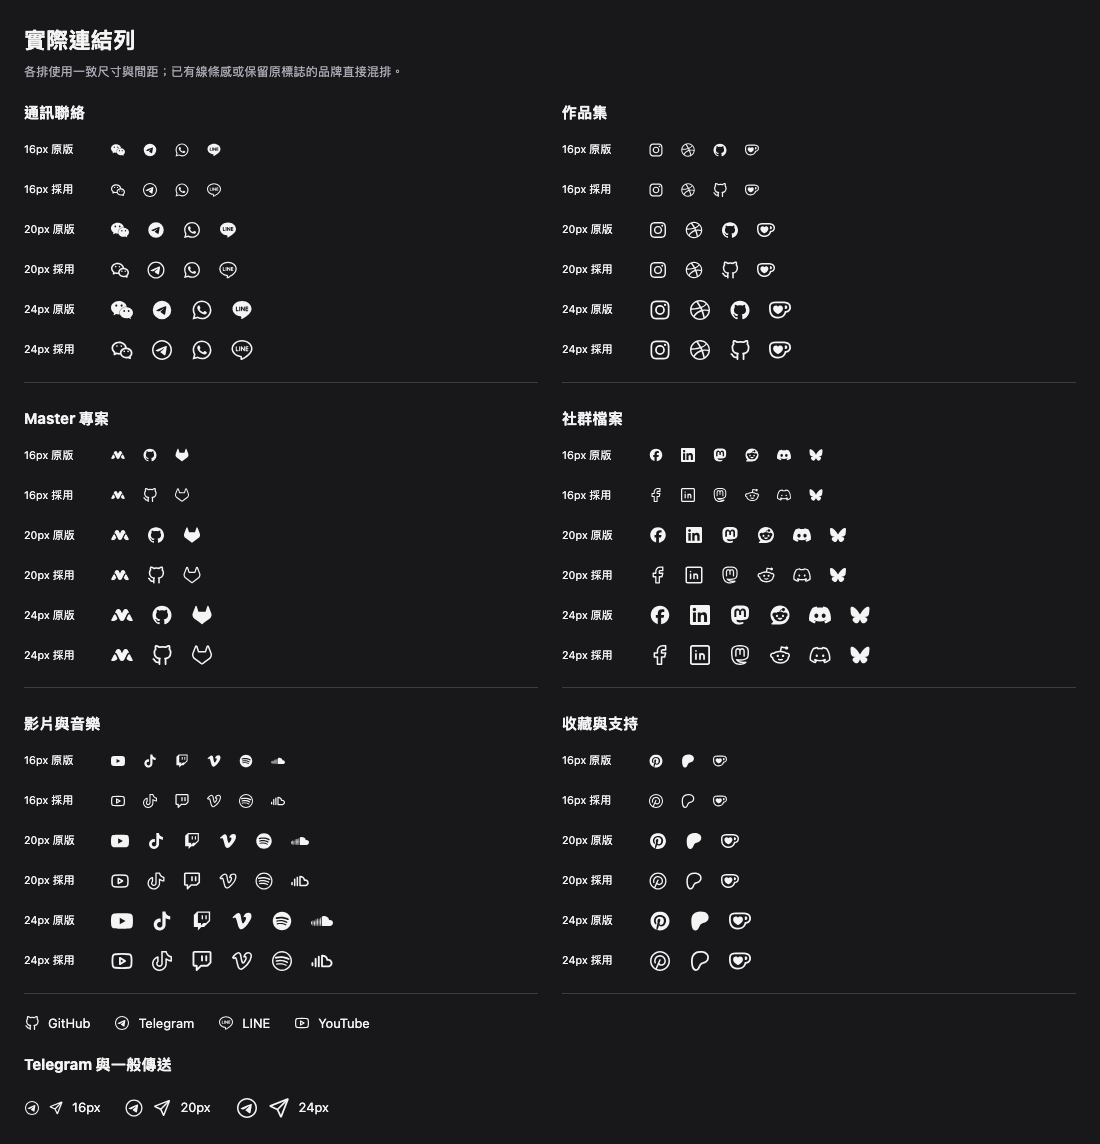 實際連結列
各排使用一致尺寸與間距；已有線條感或保留原標誌的品牌直接混排。
通訊聯絡
16px 原版
16px 採用
20px 原版
20px 採用
24px 原版 LINE
24px 採用 LINE
作品集
16px 原版
16px 採用
20px 原版
20px 採用
24px 原版
24px 採用
Master 專案
16px 原版
16px 採用
20px 原版
20px 採用
24px 原版
24px 採用
社群檔案
16px 原版 in
16px 採用 in
20px 原版 in
20px 採用 in
24px 原版 in
24px 採用 in
影片與音樂
16px 原版
16px 採用
20px 原版
20px 採用
24px 原版
24px 採用
收藏與支持
16px 原版
16px 採用
20px 原版
20px 採用
24px 原版
24px 採用
GitHub Telegram LINE YouTube
Telegram 與一般傳送
16px 20px 24px